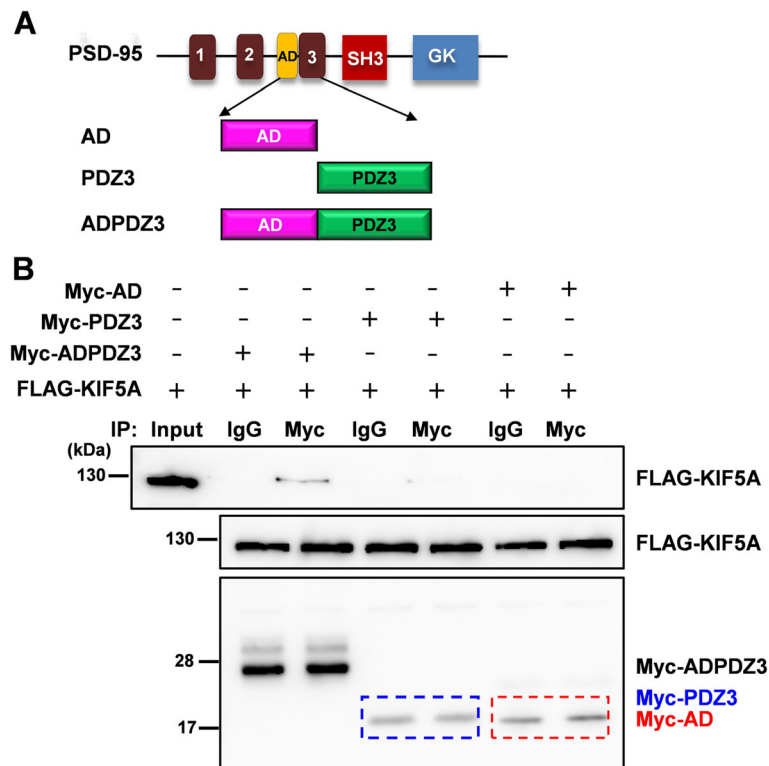 A
PSD-95 1 2 AD 3 SH3 GK
AD AD
PDZ3 PDZ3
ADPDZ3 AD PDZ3
B
Myc-AD – – – – – + +
Myc-PDZ3 – – – + + – –
Myc-ADPDZ3 – + + – – – –
FLAG-KIF5A + + + + + + +
IP: Input IgG Myc IgG Myc IgG Myc
(kDa)
130 FLAG-KIF5A
130 FLAG-KIF5A
28 Myc-ADPDZ3
Myc-PDZ3
17 Myc-AD